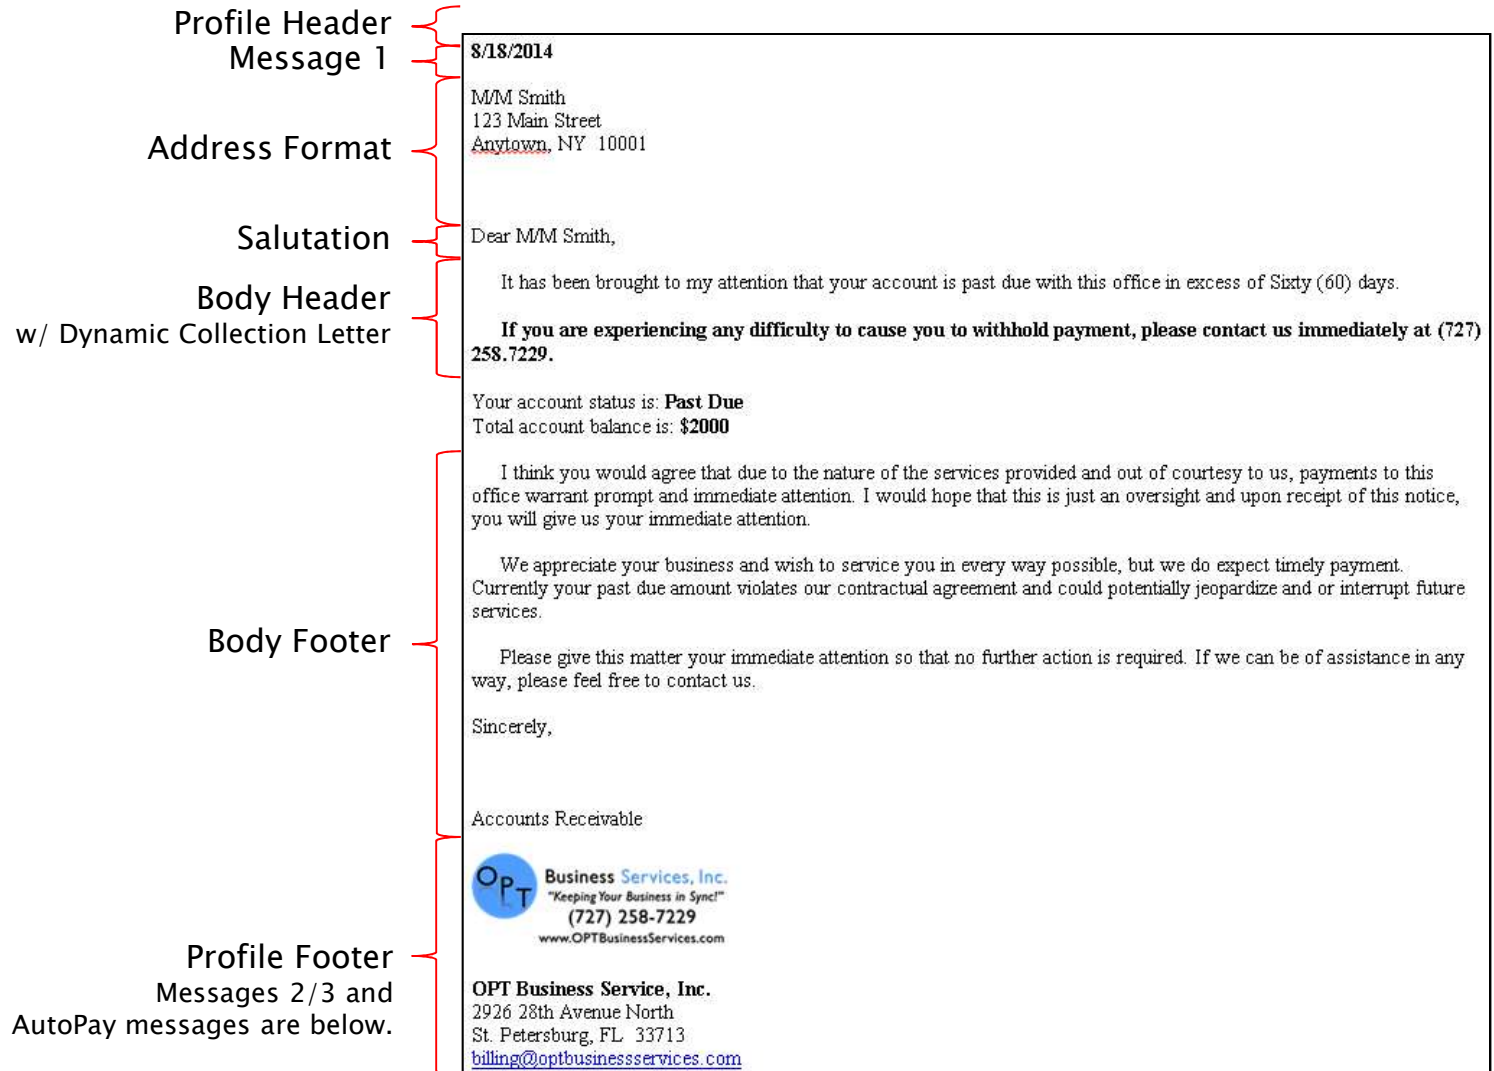 Profile Header
Message 1
Address Format
Salutation
Body Header
w/ Dynamic Collection Letter
Body Footer
Profile Footer
Messages 2/3 and
AutoPay messages are below.
8/18/2014
M/M Smith
123 Main Street
Anytown, NY  10001
Dear M/M Smith,
It has been brought to my attention that your account is past due with this office in excess of Sixty (60) days.
If you are experiencing any difficulty to cause you to withhold payment, please contact us immediately at (727)
258.7229.
Your account status is: Past Due
Total account balance is: $2000
I think you would agree that due to the nature of the services provided and out of courtesy to us, payments to this
office warrant prompt and immediate attention. I would hope that this is just an oversight and upon receipt of this notice,
you will give us your immediate attention.
We appreciate your business and wish to service you in every way possible, but we do expect timely payment.
Currently your past due amount violates our contractual agreement and could potentially jeopardize and or interrupt future
services.
Please give this matter your immediate attention so that no further action is required. If we can be of assistance in any
way, please feel free to contact us.
Sincerely,
Accounts Receivable
OPT
Business Services, Inc.
"Keeping Your Business in Sync!"
(727) 258-7229
www.OPTBusinessServices.com
OPT Business Service, Inc.
2926 28th Avenue North
St. Petersburg, FL  33713
billing@optbusinessservices.com